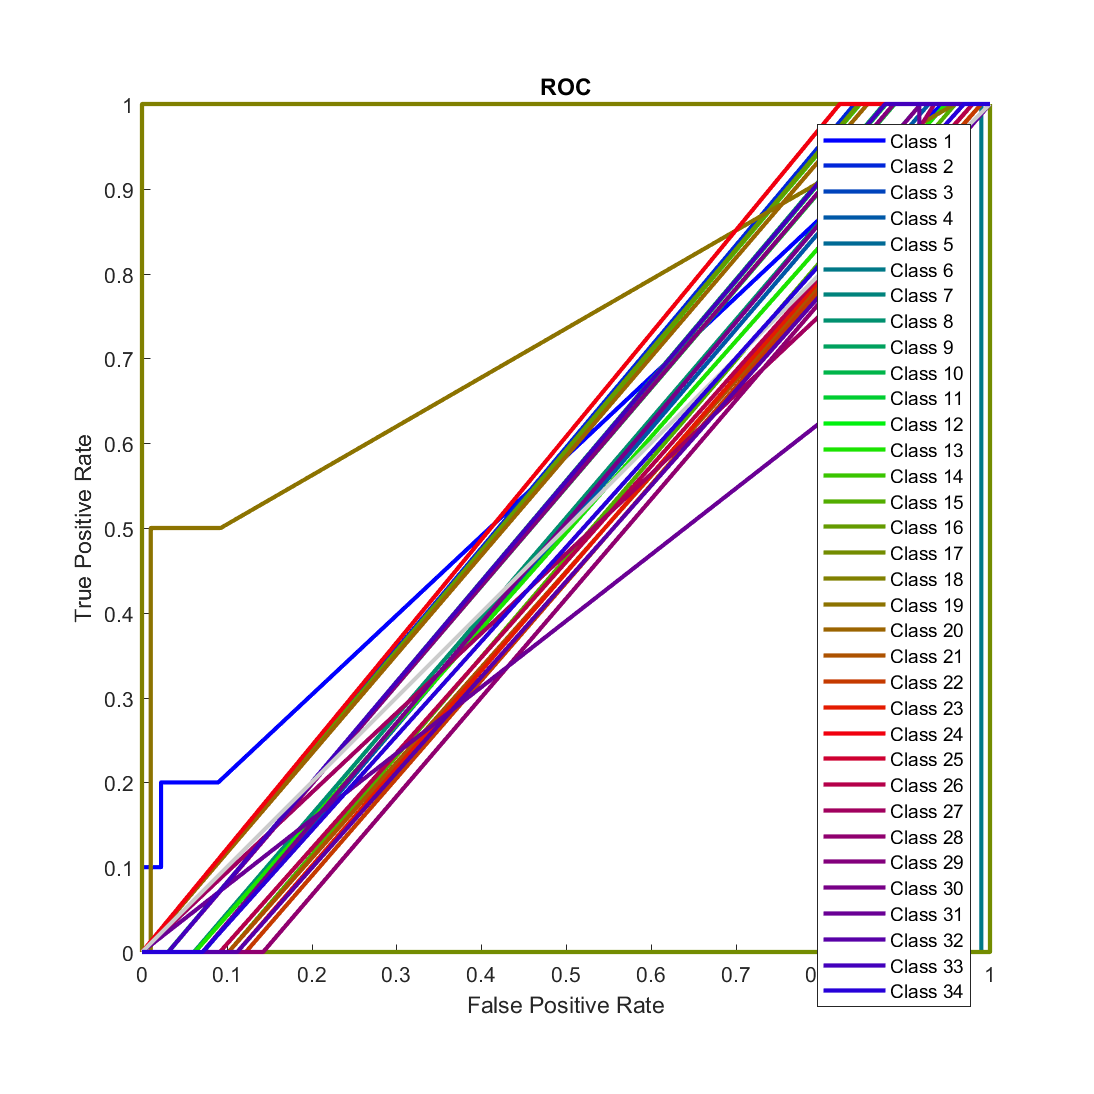 ROC
1
0.9
0.8
0.7
0.6
0.5
0.4
0.3
0.2
0.1
0
True Positive Rate
0 0.1 0.2 0.3 0.4 0.5 0.6 0.7 1
False Positive Rate
Class 1
Class 2
Class 3
Class 4
Class 5
Class 6
Class 7
Class 8
Class 9
Class 10
Class 11
Class 12
Class 13
Class 14
Class 15
Class 16
Class 17
Class 18
Class 19
Class 20
Class 21
Class 22
Class 23
Class 24
Class 25
Class 26
Class 27
Class 28
Class 29
Class 30
Class 31
Class 32
Class 33
Class 34